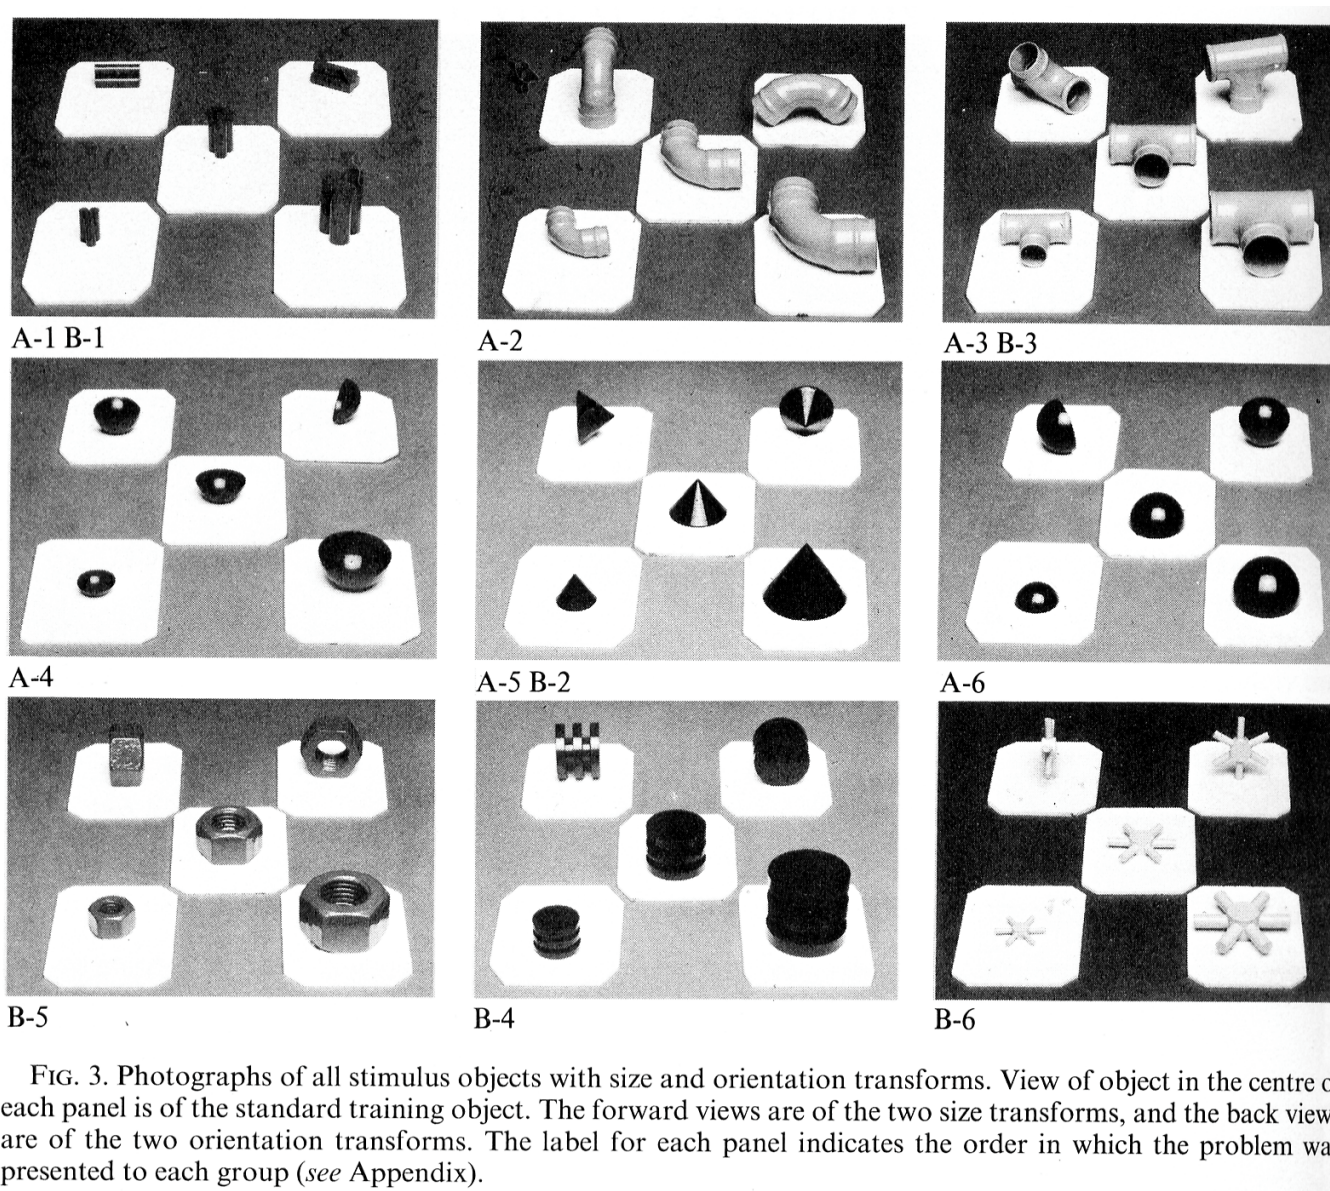 A-1 B-1
A-2
A-3 B-3
A-4
A-5 B-2
A-6
B-5
B-4
B-6
FIG. 3. Photographs of all stimulus objects with size and orientation transforms. View of object in the centre
each panel is of the standard training object. The forward views are of the two size transforms, and the back view
are of the two orientation transforms. The label for each panel indicates the order in which the problem wa
presented to each group (see Appendix).